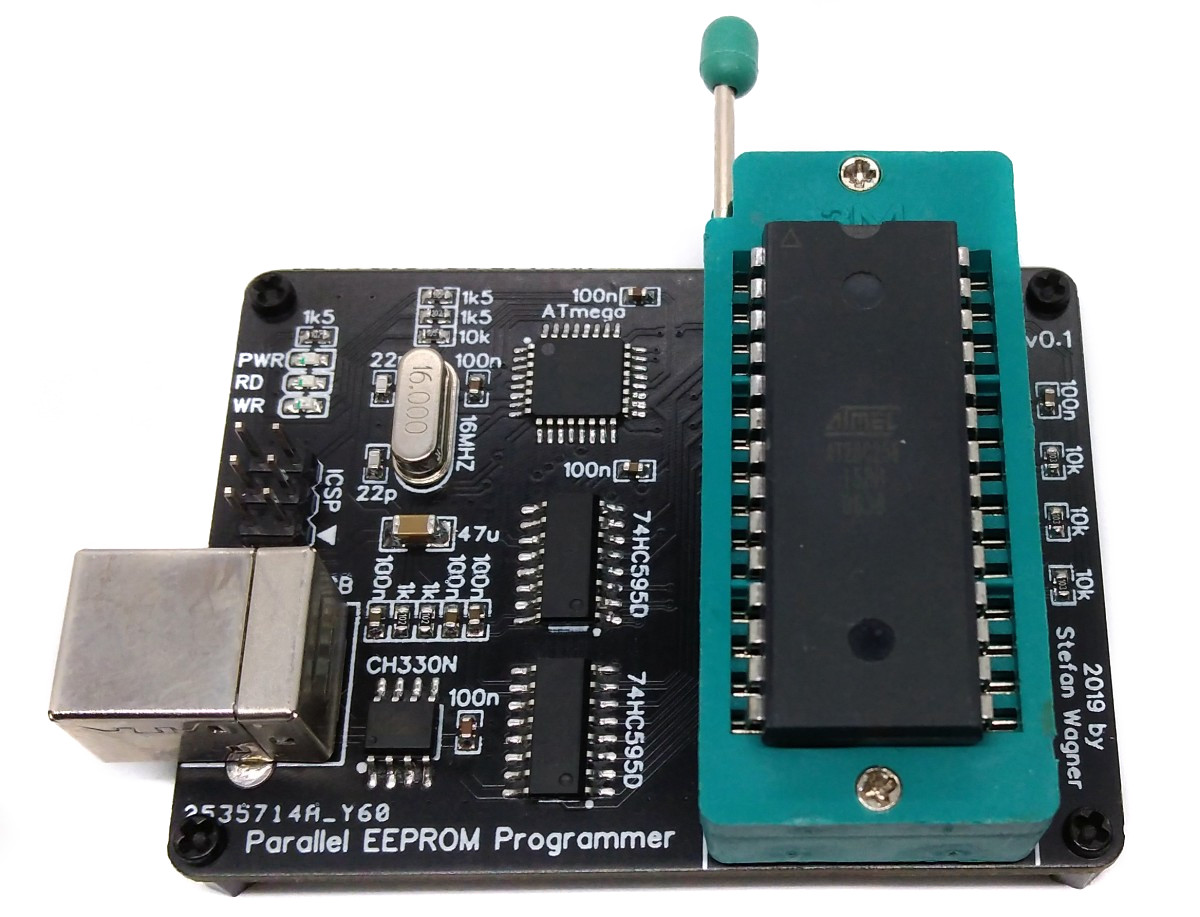 1k5
1k5
10k
100n
ATmega
1k5
PWR
RD
WR
100n
16.000
16MHZ
22p
ICSP
100n
47u
100n
1k
1k
100n
100n
CH330N
100n
74HC595D
74HC595D
ATMEL
v0.1
100n
10k
10k
10k
2019 by
Stefan Wagner
2535714A_Y60
Parallel EEPROM Programmer